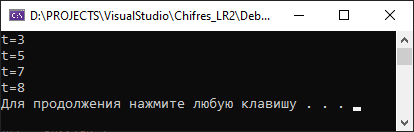 D:\PROJECTS\VisualStudio\Chifres_LR2\Deb...
t=3
t=5
t=7
t=8
Для продолжения нажмите любую клавишу . . .